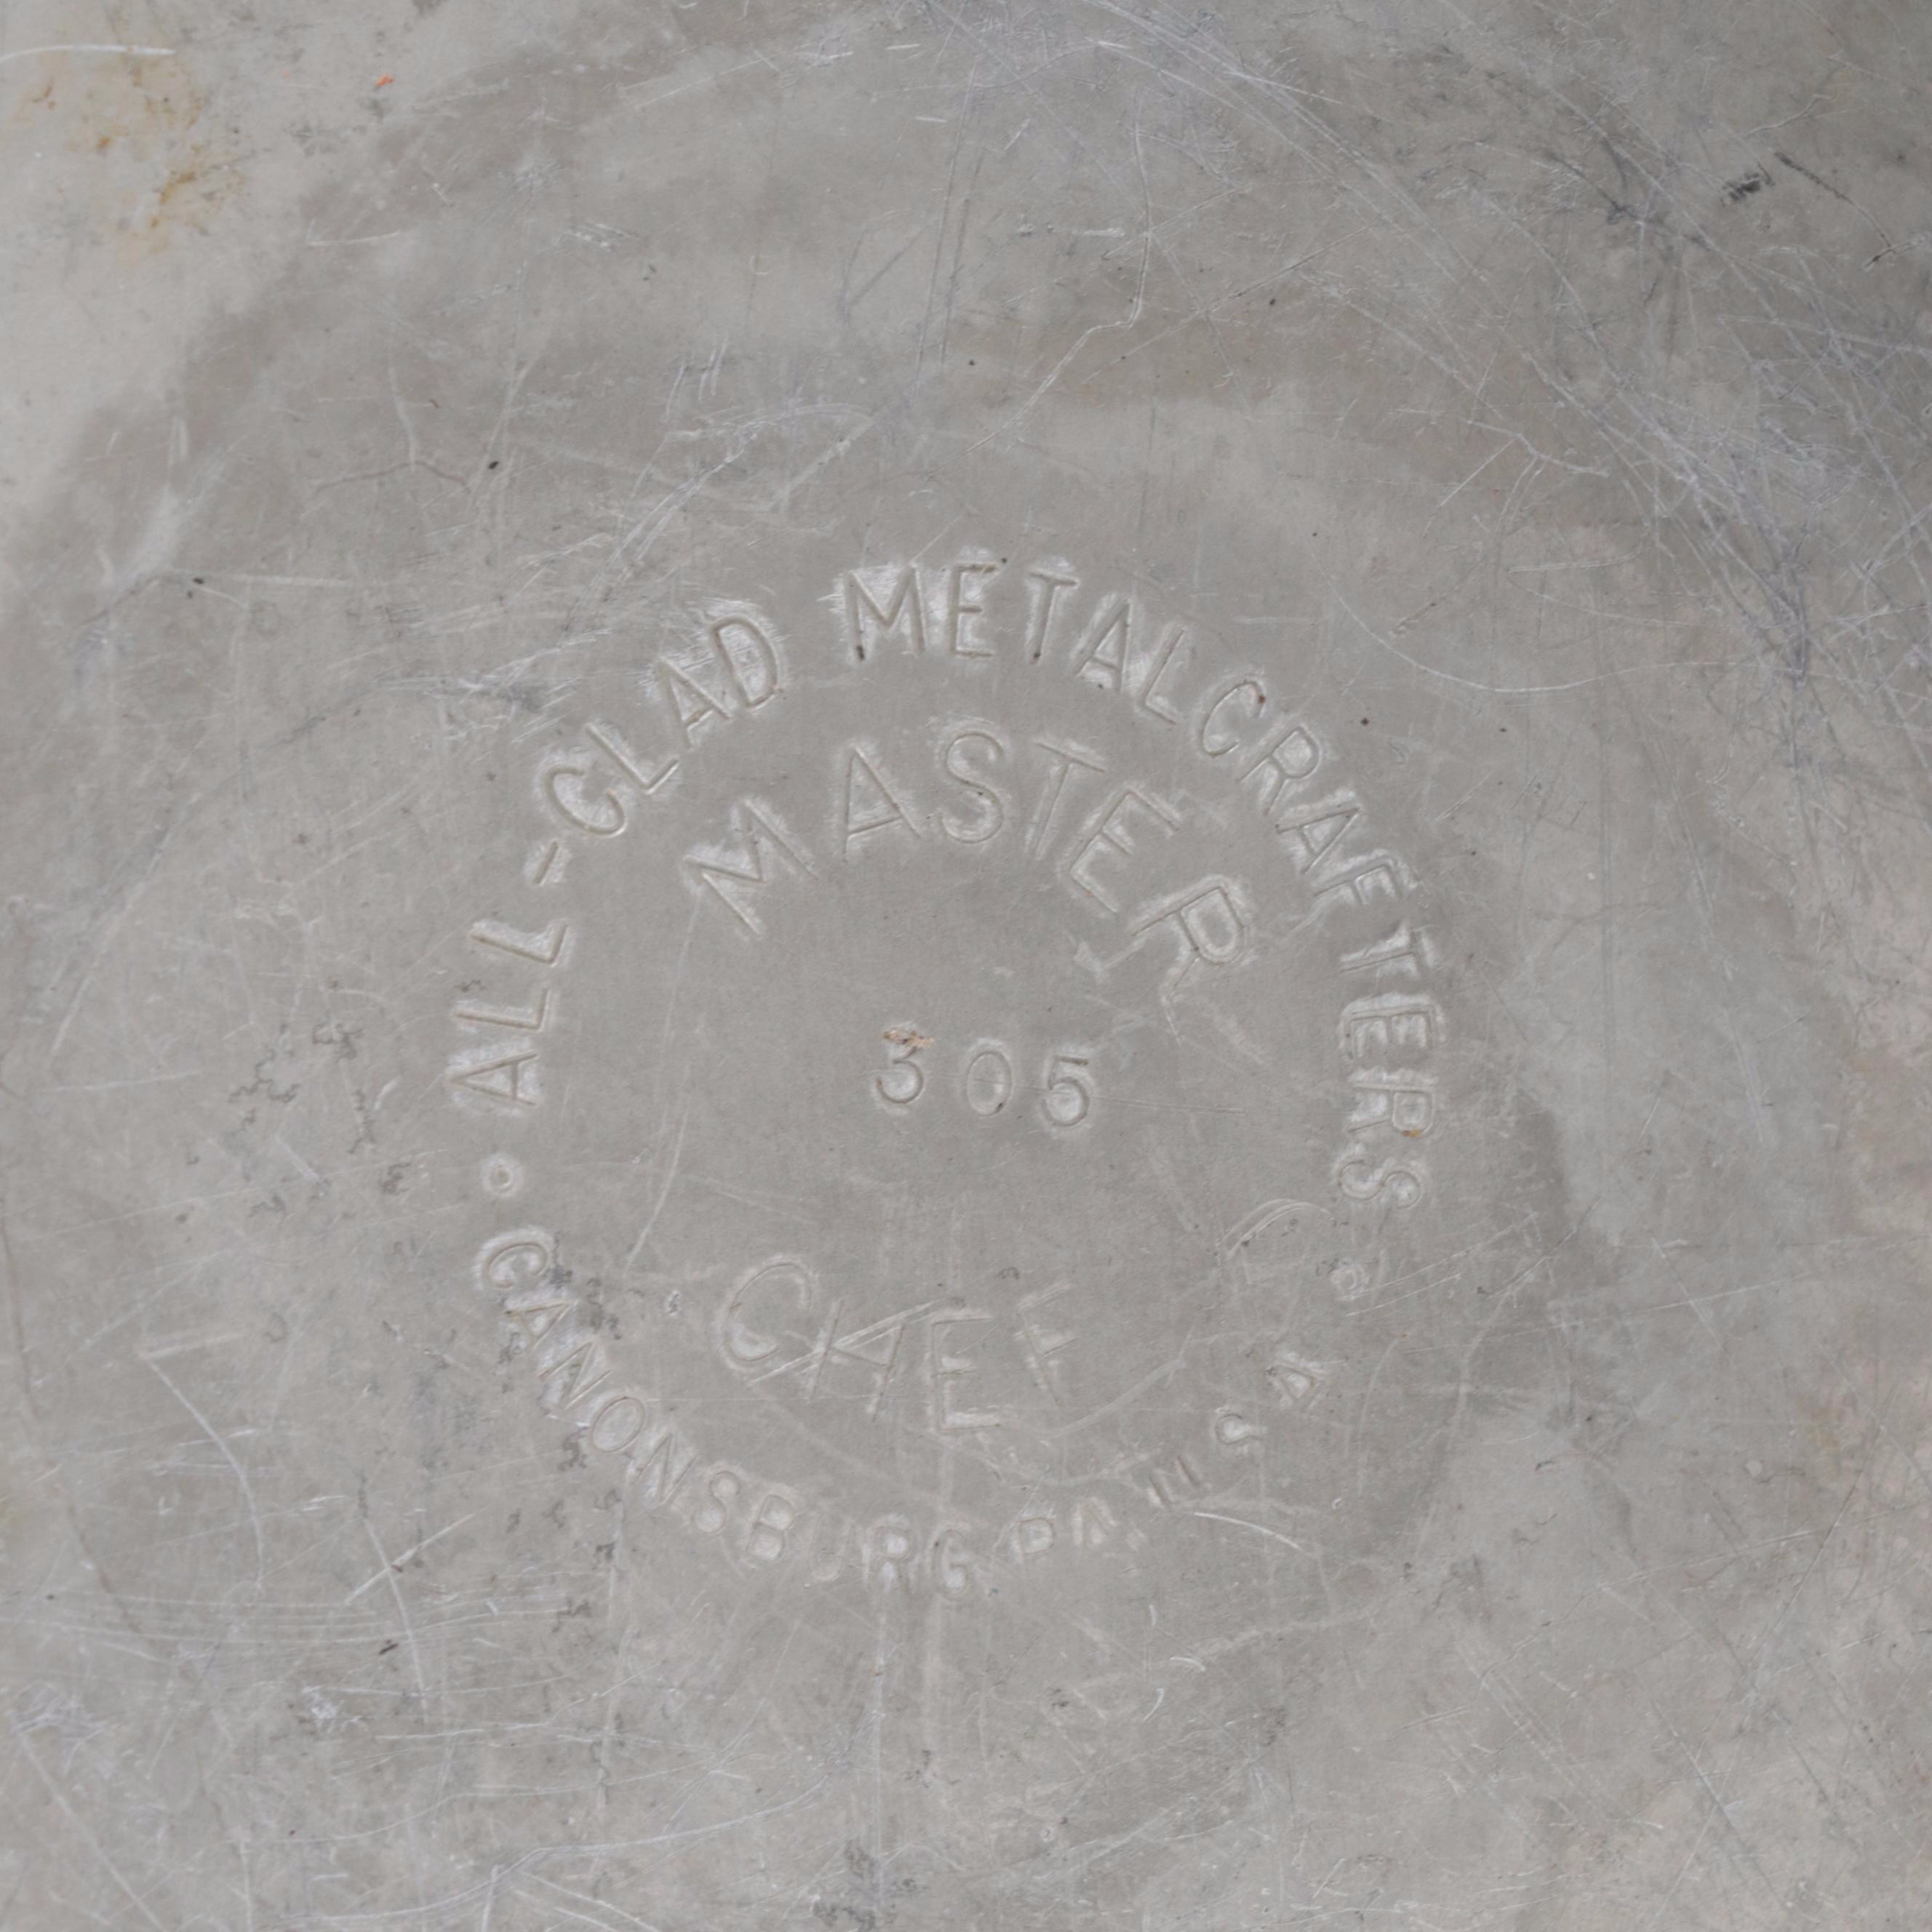 ALL-CLAD METALCRAFTERS
MASTER
305
CHEF
CANONSBURG PA